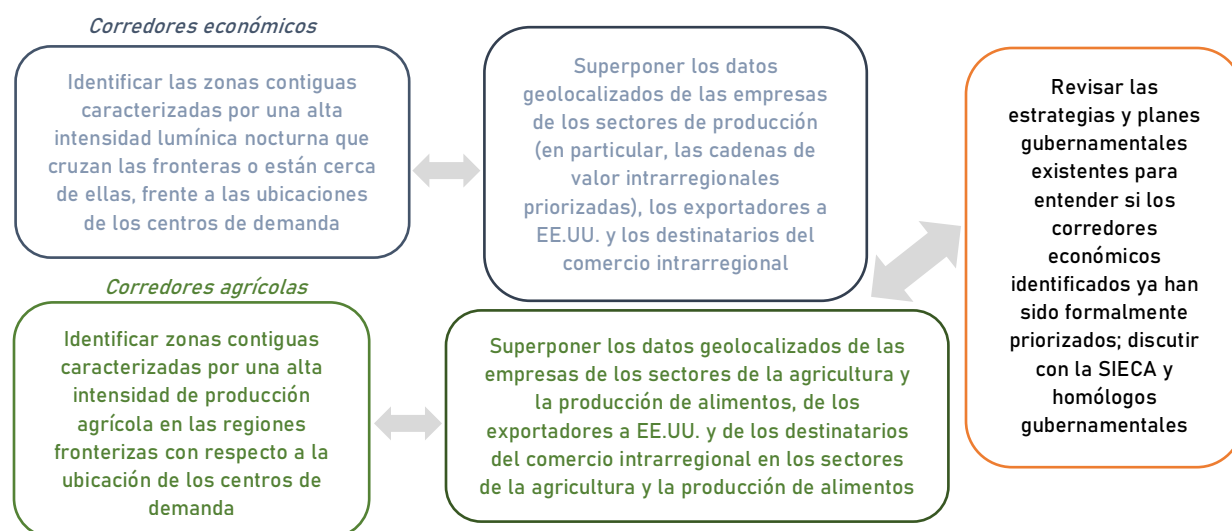 Corredores económicos
Identificar las zonas contiguas
caracterizadas por una alta
intensidad lumínica nocturna que
cruzan las fronteras o están cerca
de ellas, frente a las ubicaciones
de los centros de demanda
Superponer los datos
geolocalizados de las empresas
de los sectores de producción
(en particular, las cadenas de
valor intrarregionales
priorizadas), los exportadores a
EE.UU. y los destinatarios del
comercio intrarregional
Corredores agrícolas
Identificar zonas contiguas
caracterizadas por una alta
intensidad de producción
agrícola en las regiones
fronterizas con respecto a la
ubicación de los centros de
demanda
Superponer los datos geolocalizados de las
empresas de los sectores de la agricultura y
la producción de alimentos, de los
exportadores a EE.UU. y de los destinatarios
del comercio intrarregional en los sectores
de la agricultura y la producción de alimentos
Revisar las
estrategias y planes
gubernamentales
existentes para
entender si los
corredores
económicos
identificados ya han
sido formalmente
priorizados; discutir
con la SIECA y
homólogos
gubernamentales